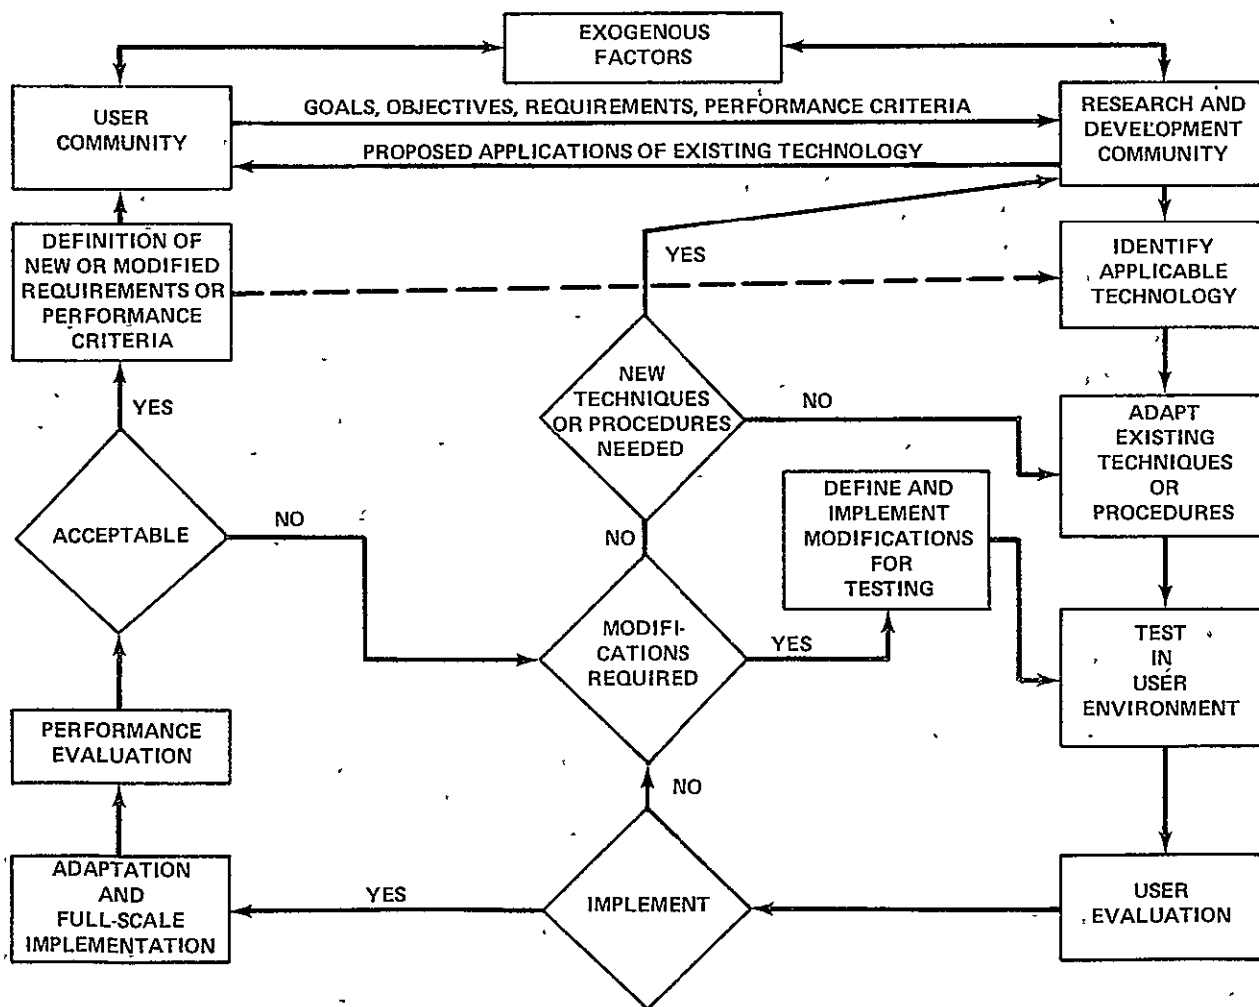 EXOGENOUS
FACTORS
USER
COMMUNITY
GOALS, OBJECTIVES, REQUIREMENTS, PERFORMANCE CRITERIA
PROPOSED APPLICATIONS OF EXISTING TECHNOLOGY
RESEARCH AND
DEVELOPMENT
COMMUNITY
DEFINITION OF
NEW OR MODIFIED
REQUIREMENTS OR
PERFORMANCE
CRITERIA
YES
IDENTIFY
APPLICABLE
TECHNOLOGY
YES
NEW
TECHNIQUES
OR PROCEDURES
NEEDED
NO
ADAPT
EXISTING
TECHNIQUES
OR
PROCEDURES
ACCEPTABLE
NO
NO
DEFINE AND
IMPLEMENT
MODIFICATIONS
FOR
TESTING
MODIFI-
CATIONS
REQUIRED
YES
TEST
IN
USER
ENVIRONMENT
PERFORMANCE
EVALUATION
NO
ADAPTATION
AND
FULL-SCALE
IMPLEMENTATION
YES
IMPLEMENT
USER
EVALUATION